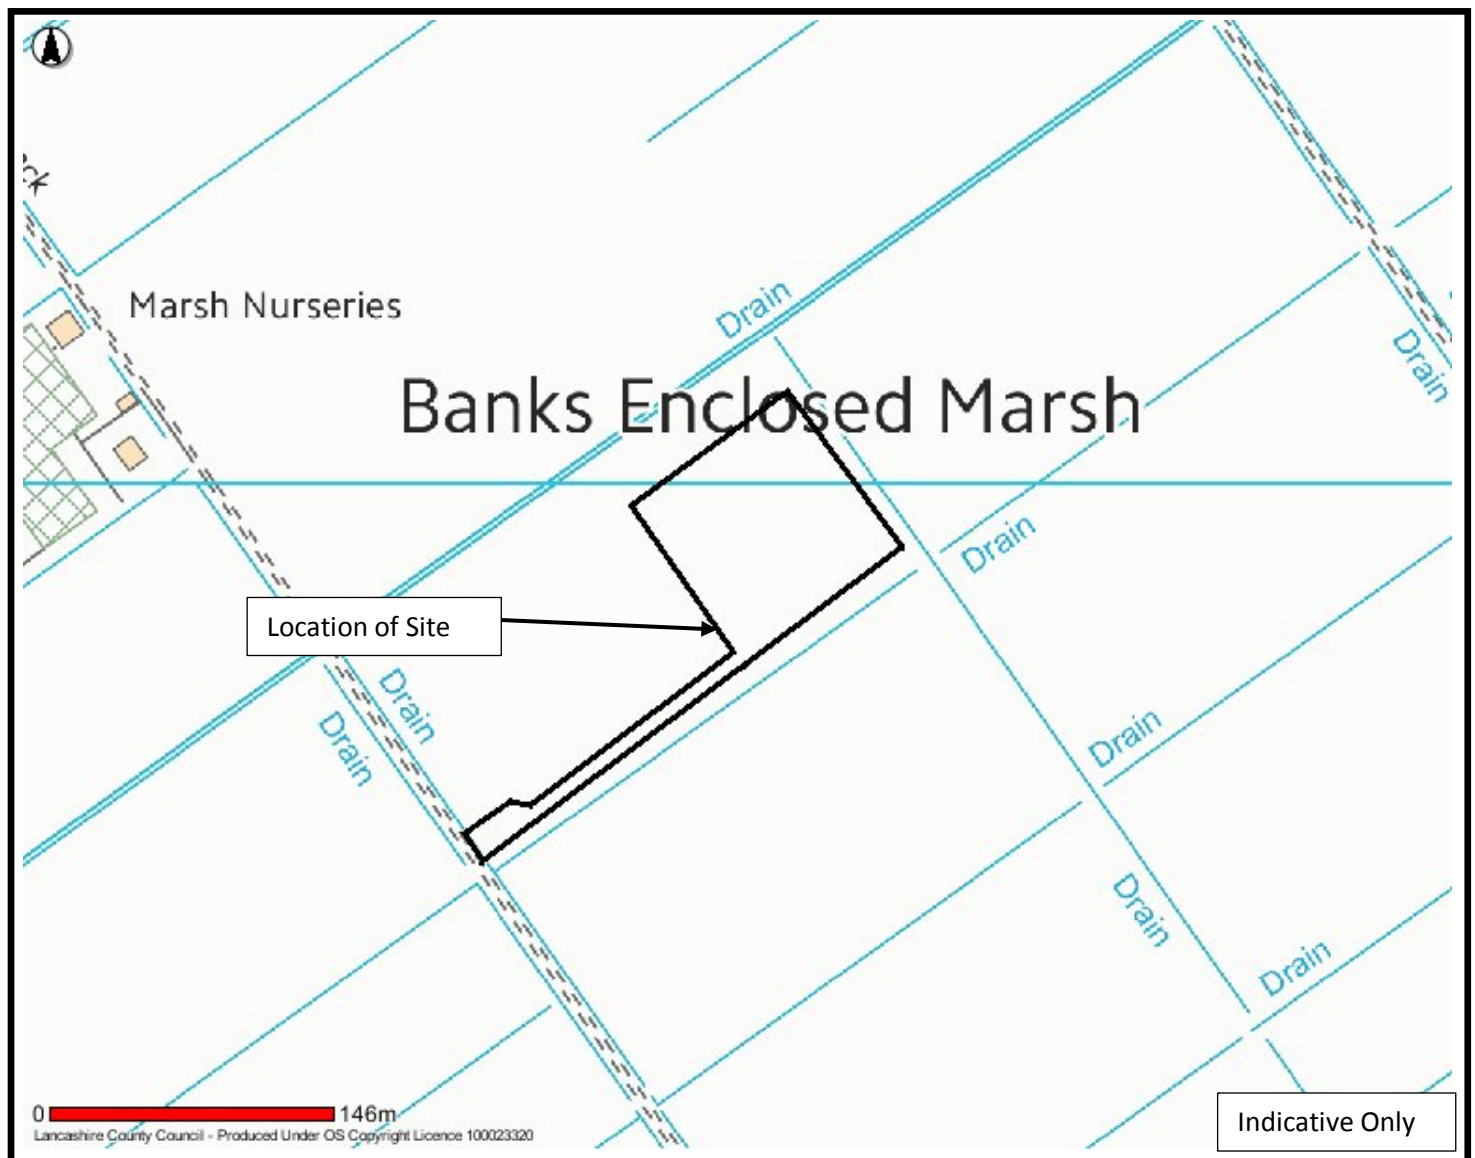 Marsh Nurseries
Drain
Drain
Banks Enclosed Marsh
Drain
Location of Site
Drain
Drain
Drain
Drain
Drain
0 146m
Lancashire County Council - Produced Under OS Copyright Licence 100023320
Indicative Only